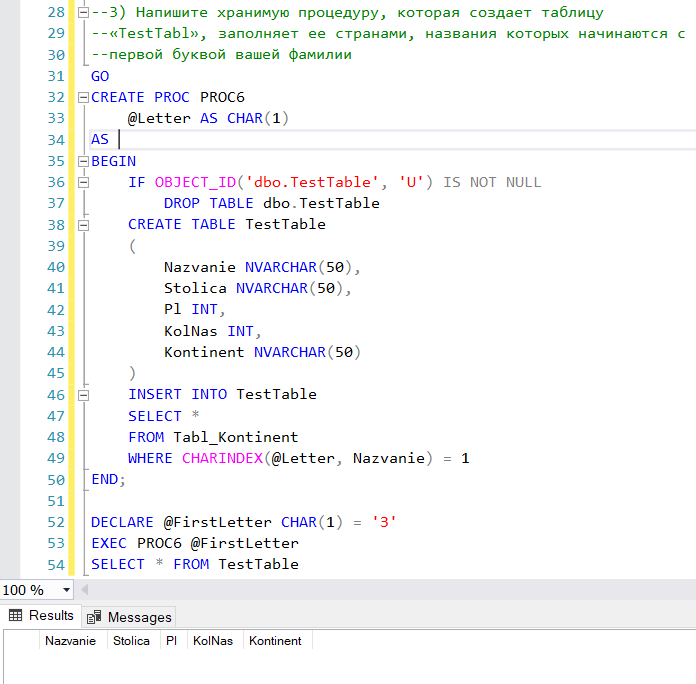 28 --3) Напишите хранимую процедуру, которая создает таблицу
29 --«TestTabl», заполняет ее странами, названия которых начинаются с
30 --первой буквой вашей фамилии
31 GO
32 CREATE PROC PROC6
33 @Letter AS CHAR(1)
34 AS
35 BEGIN
36 IF OBJECT_ID('dbo.TestTable', 'U') IS NOT NULL
37 DROP TABLE dbo.TestTable
38 CREATE TABLE TestTable
39 (
40 Nazvanie NVARCHAR(50),
41 Stolica NVARCHAR(50),
42 Pl INT,
43 KolNas INT,
44 Kontinent NVARCHAR(50)
45 )
46 INSERT INTO TestTable
47 SELECT *
48 FROM Tabl_Kontinent
49 WHERE CHARINDEX(@Letter, Nazvanie) = 1
50 END;
51
52 DECLARE @FirstLetter CHAR(1) = 'З'
53 EXEC PROC6 @FirstLetter
54 SELECT * FROM TestTable
100 %
Results Messages
Nazvanie Stolica Pl KolNas Kontinent